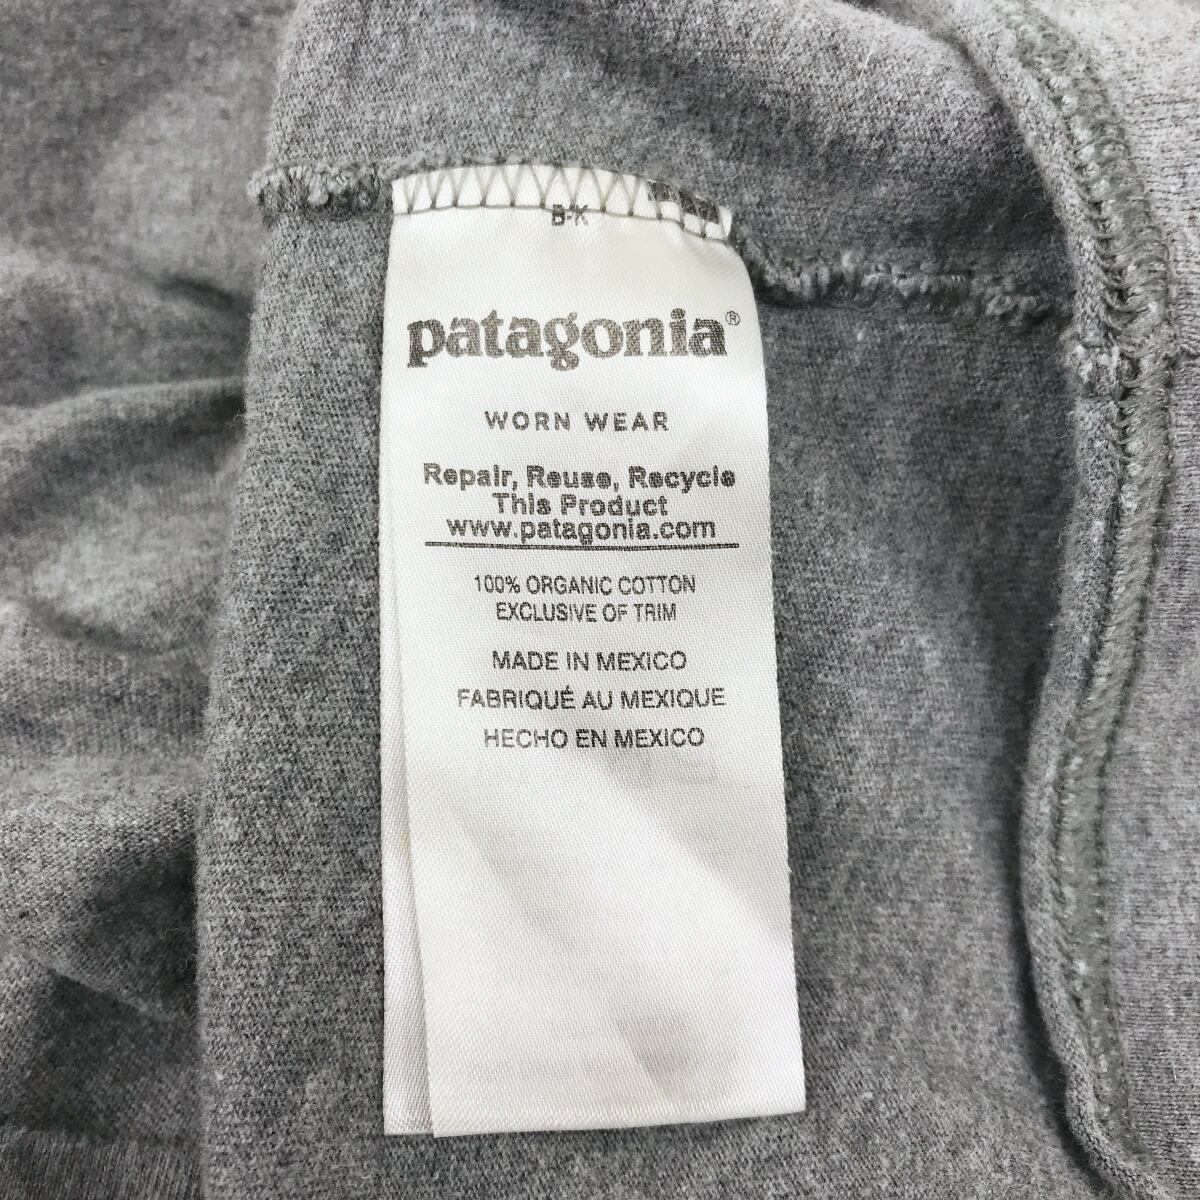 B-K
patagonia®
WORN WEAR
Repair, Reuse, Recycle
This Product
www.patagonia.com
100% ORGANIC COTTON
EXCLUSIVE OF TRIM
MADE IN MEXICO
FABRIQUÉ AU MEXIQUE
HECHO EN MEXICO